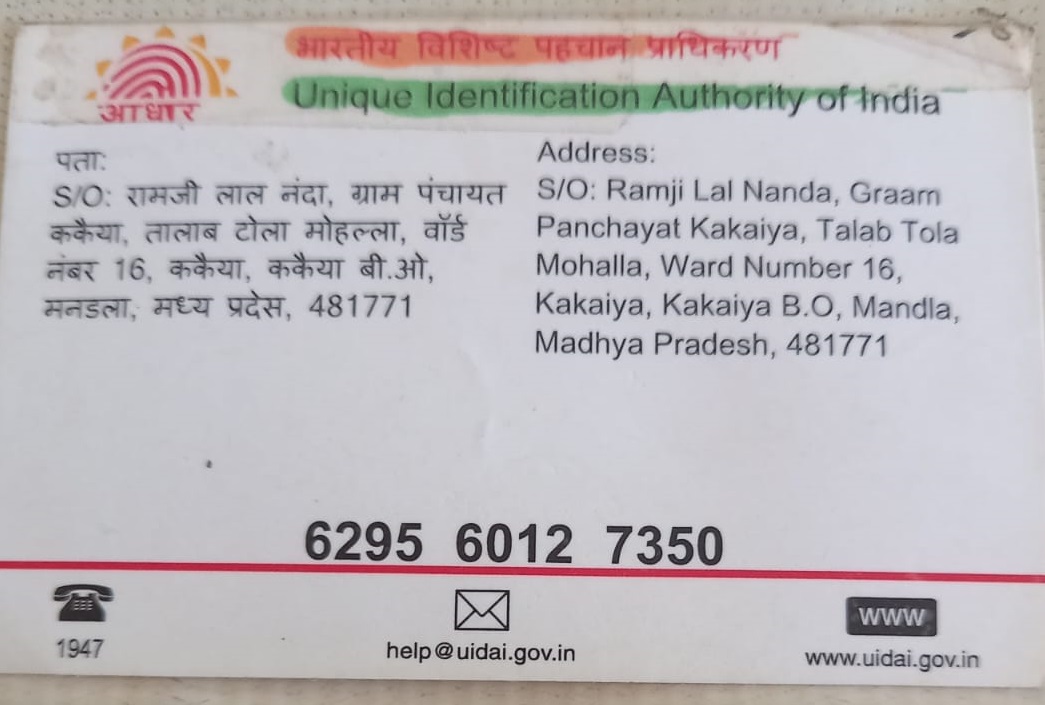 भारतीय विशिष्ट पहचान प्राधिकरण
Unique Identification Authority of India
आधार
पता:
S/O: रामजी लाल नंदा, ग्राम पंचायत
ककैया, तालाब टोला मोहल्ला, वॉर्ड
नंबर 16, ककैया, ककैया बी.ओ,
मनडला, मध्य प्रदेस, 481771
Address:
S/O: Ramji Lal Nanda, Graam
Panchayat Kakaiya, Talab Tola
Mohalla, Ward Number 16,
Kakaiya, Kakaiya B.O, Mandla,
Madhya Pradesh, 481771
6295 6012 7350
1947
help@uidai.gov.in
www
www.uidai.gov.in